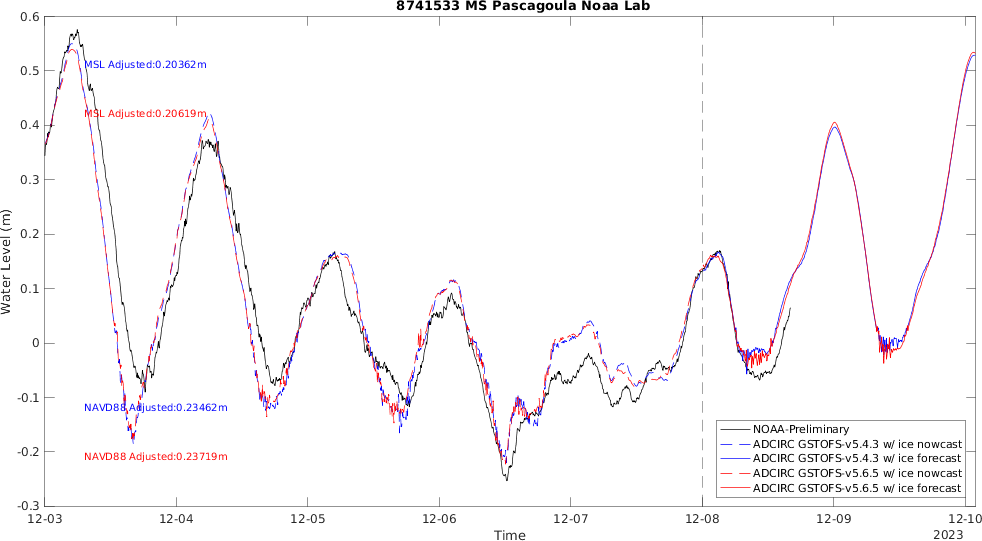 8741533 MS Pascagoula Noaa Lab
Water Level (m)
0.6
0.5
0.4
0.3
0.2
0.1
0
-0.1
-0.2
-0.3
MSL Adjusted:0.20362m
MSL Adjusted:0.20619m
NAVD88 Adjusted:0.23462m
NAVD88 Adjusted:0.23719m
NOAA-Preliminary
ADCIRC GSTOFS-v5.4.3 w/ ice nowcast
ADCIRC GSTOFS-v5.4.3 w/ ice forecast
ADCIRC GSTOFS-v5.6.5 w/ ice nowcast
ADCIRC GSTOFS-v5.6.5 w/ ice forecast
12-03 12-04 12-05 12-06 12-07 12-08 12-09 12-10
Time
2023